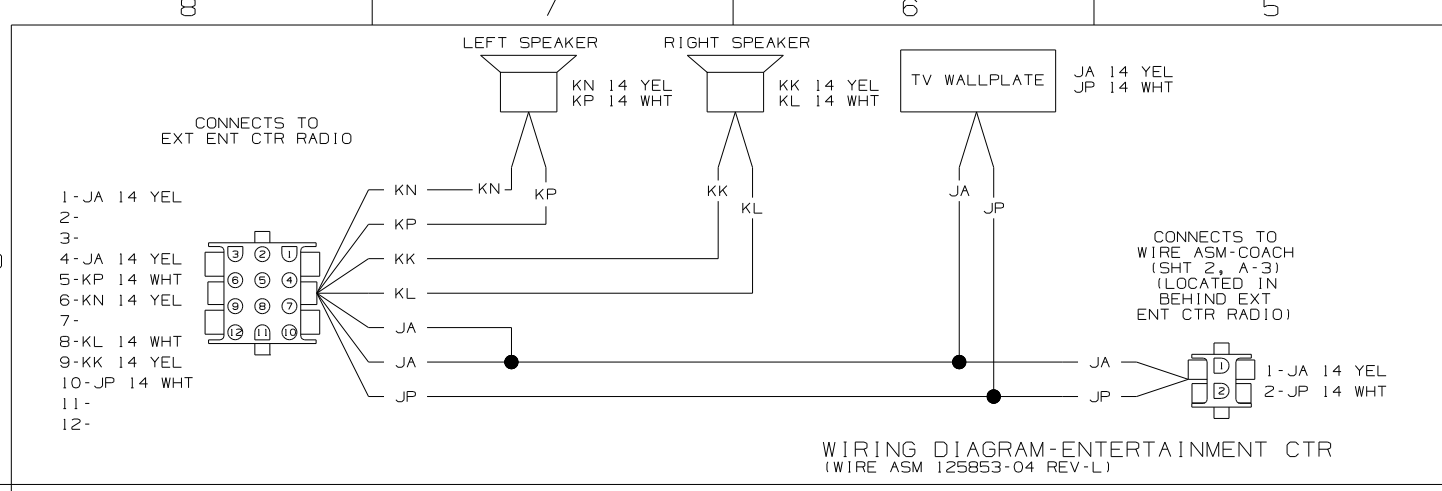 8 7 6 5
LEFT SPEAKER
KN 14 YEL
KP 14 WHT
RIGHT SPEAKER
KK 14 YEL
KL 14 WHT
TV WALLPLATE
JA 14 YEL
JP 14 WHT
CONNECTS TO
EXT ENT CTR RADIO
1-JA 14 YEL
2-
3-
4-JA 14 YEL
5-KP 14 WHT
6-KN 14 YEL
7-
8-KL 14 WHT
9-KK 14 YEL
10-JP 14 WHT
11-
12-
3 2 1
6 5 4
9 8 7
12 11 10
KN KN KP
KP
KK KK
KL KL
JA
JA JA JA
JP JP JP
CONNECTS TO
WIRE ASM-COACH
(SHT 2, A-3)
(LOCATED IN
BEHIND EXT
ENT CTR RADIO)
1
2
1-JA 14 YEL
2-JP 14 WHT
WIRING DIAGRAM-ENTERTAINMENT CTR
(WIRE ASM 125853-04 REV-L)